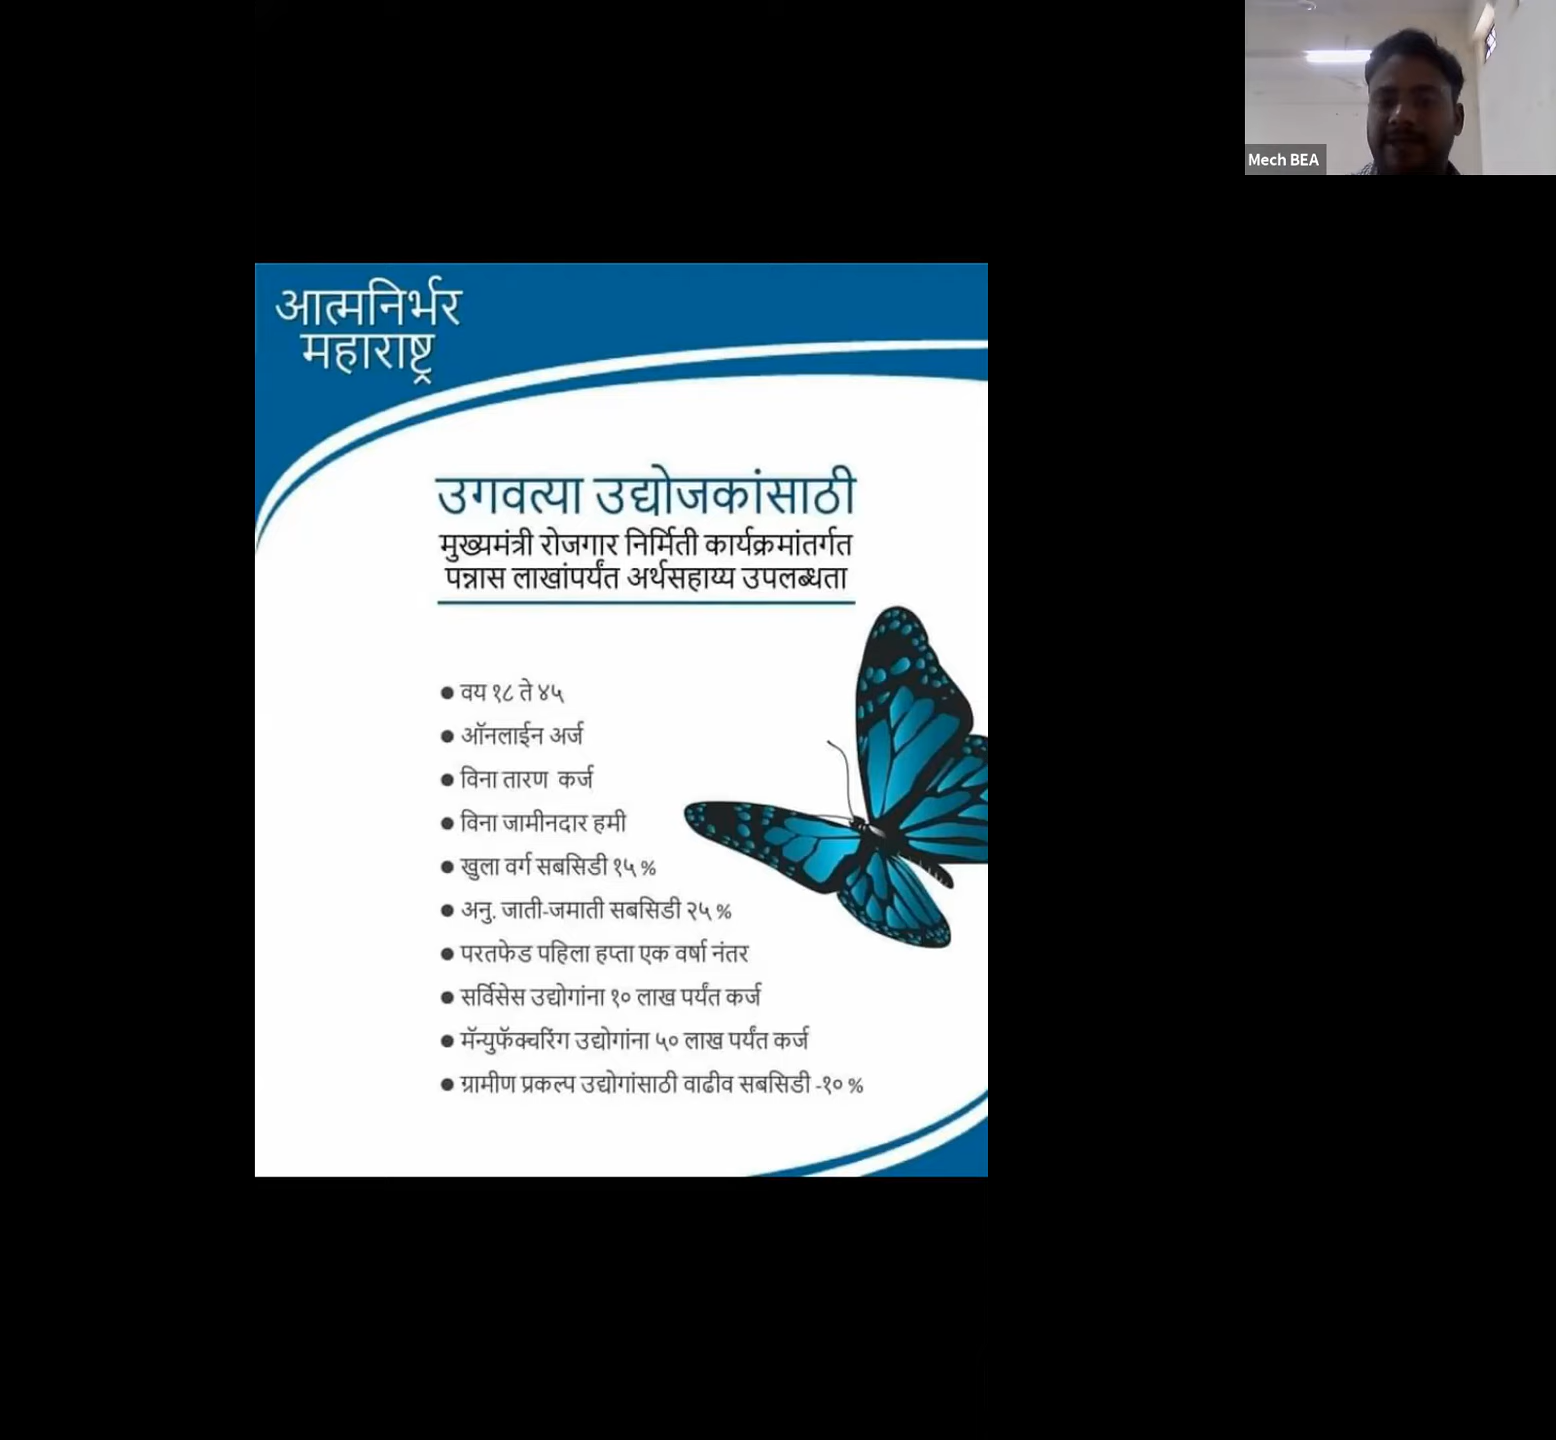 Mech BEA
आत्मनिर्भर
महाराष्ट्र
उगवत्या उद्योजकांसाठी
मुख्यमंत्री रोजगार निर्मिती कार्यक्रमांतर्गत
पन्नास लाखांपर्यंत अर्थसहाय्य उपलब्धता
● वय १८ ते ४५
● ऑनलाईन अर्ज
● विना तारण कर्ज
● विना जामीनदार हमी
● खुला वर्ग सबसिडी १५ %
● अनु. जाती-जमाती सबसिडी २५ %
● परतफेड पहिला हप्ता एक वर्षा नंतर
● सर्विसेस उद्योगांना १० लाख पर्यंत कर्ज
● मॅन्युफॅक्चरिंग उद्योगांना ५० लाख पर्यंत कर्ज
● ग्रामीण प्रकल्प उद्योगांसाठी वाढीव सबसिडी -१० %